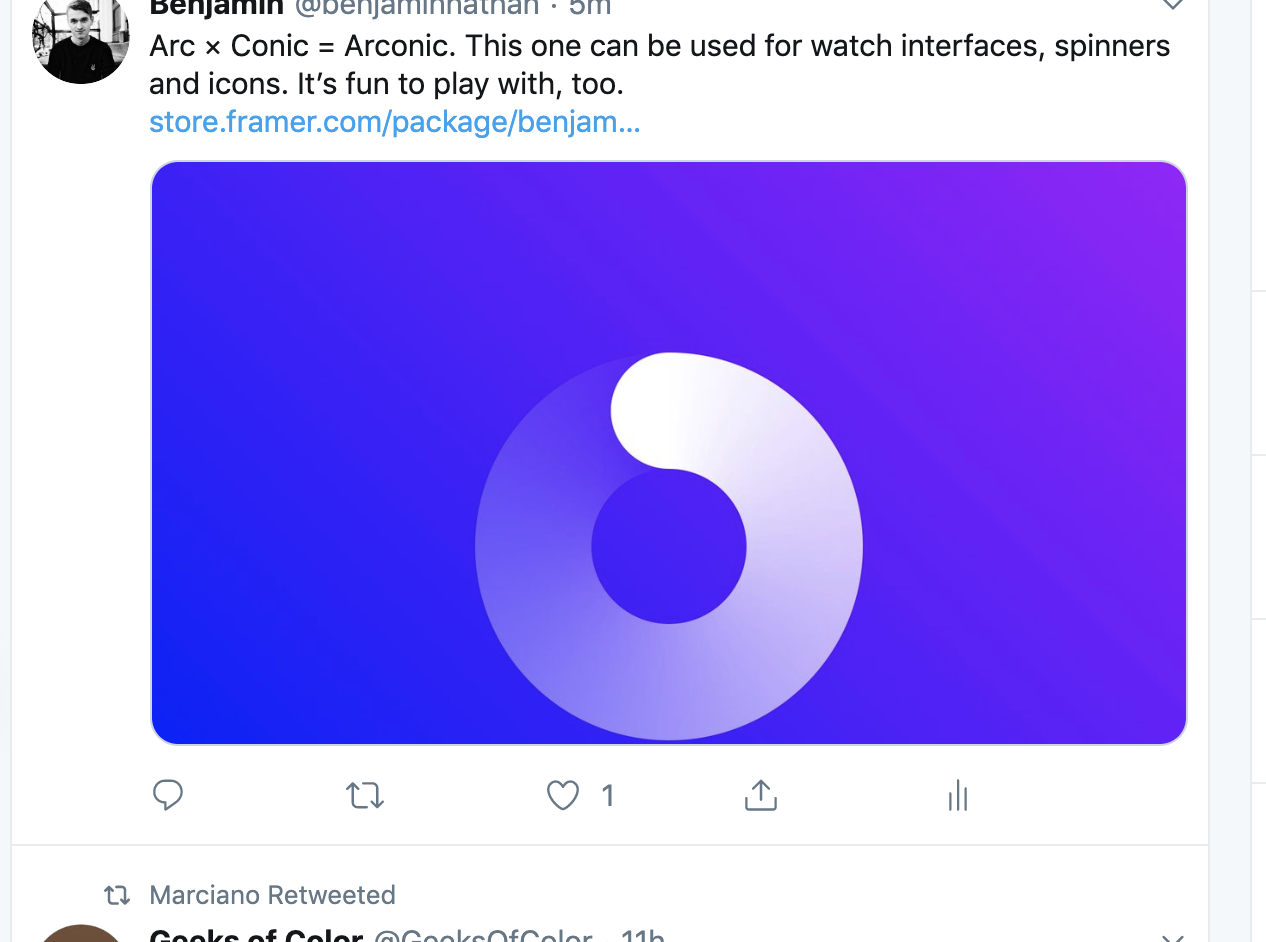 Benjamin @benjaminnathan · 5m
Arc × Conic = Arconic. This one can be used for watch interfaces, spinners
and icons. It’s fun to play with, too.
store.framer.com/package/benjam…
1
Marciano Retweeted
Geeks of Color @GeeksOfColor · 11h